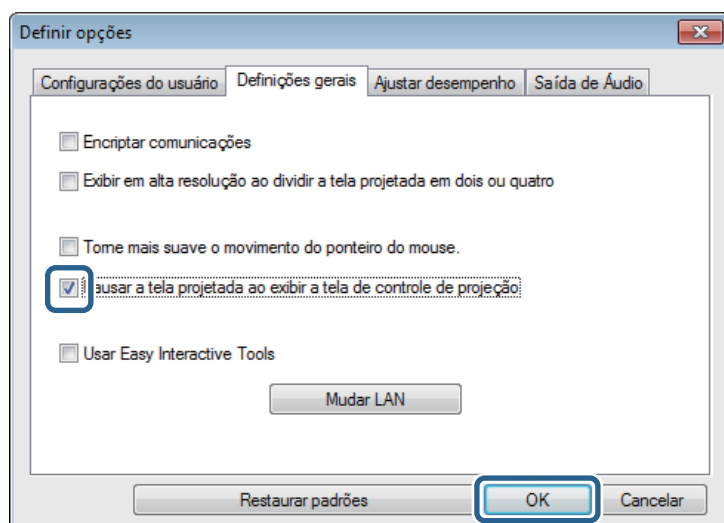 Definir opções
Configurações do usuário Definições gerais Ajustar desempenho Saída de Áudio
Encriptar comunicações
Exibir em alta resolução ao dividir a tela projetada em dois ou quatro
Torne mais suave o movimento do ponteiro do mouse.
ausar a tela projetada ao exibir a tela de controle de projeção
Usar Easy Interactive Tools
Mudar LAN
Restaurar padrões OK Cancelar